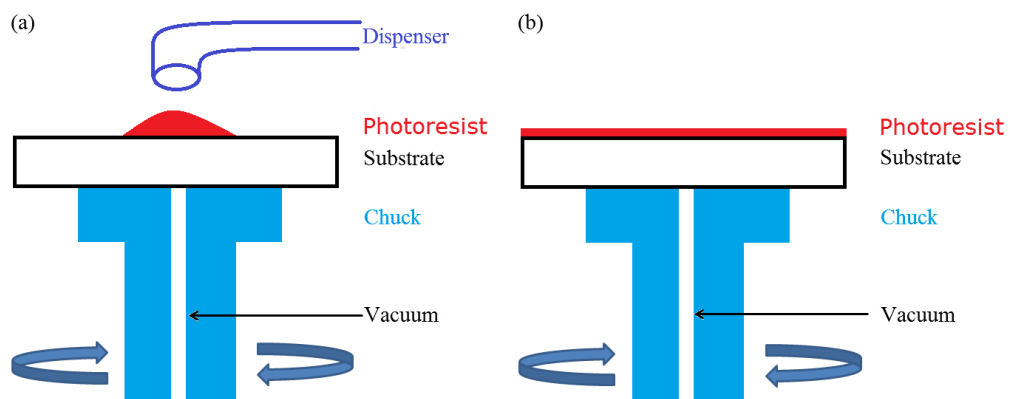 (a)
Dispenser
Photoresist
Substrate
Chuck
Vacuum
(b)
Photoresist
Substrate
Chuck
Vacuum